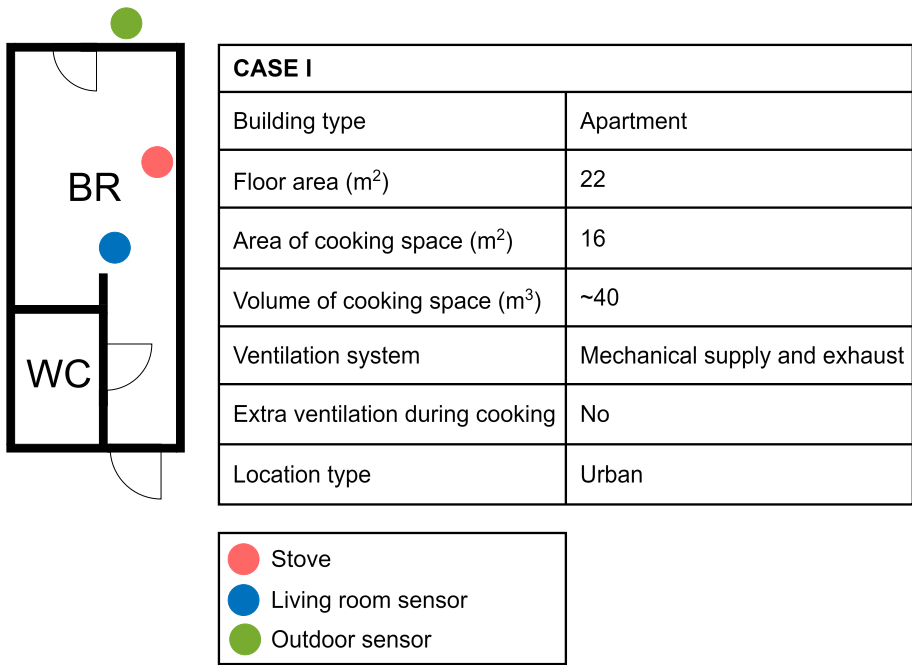 BR
WC
CASE I
Building type Apartment
Floor area (m²) 22
Area of cooking space (m²) 16
Volume of cooking space (m³) ~40
Ventilation system Mechanical supply and exhaust
Extra ventilation during cooking No
Location type Urban
Stove
Living room sensor
Outdoor sensor